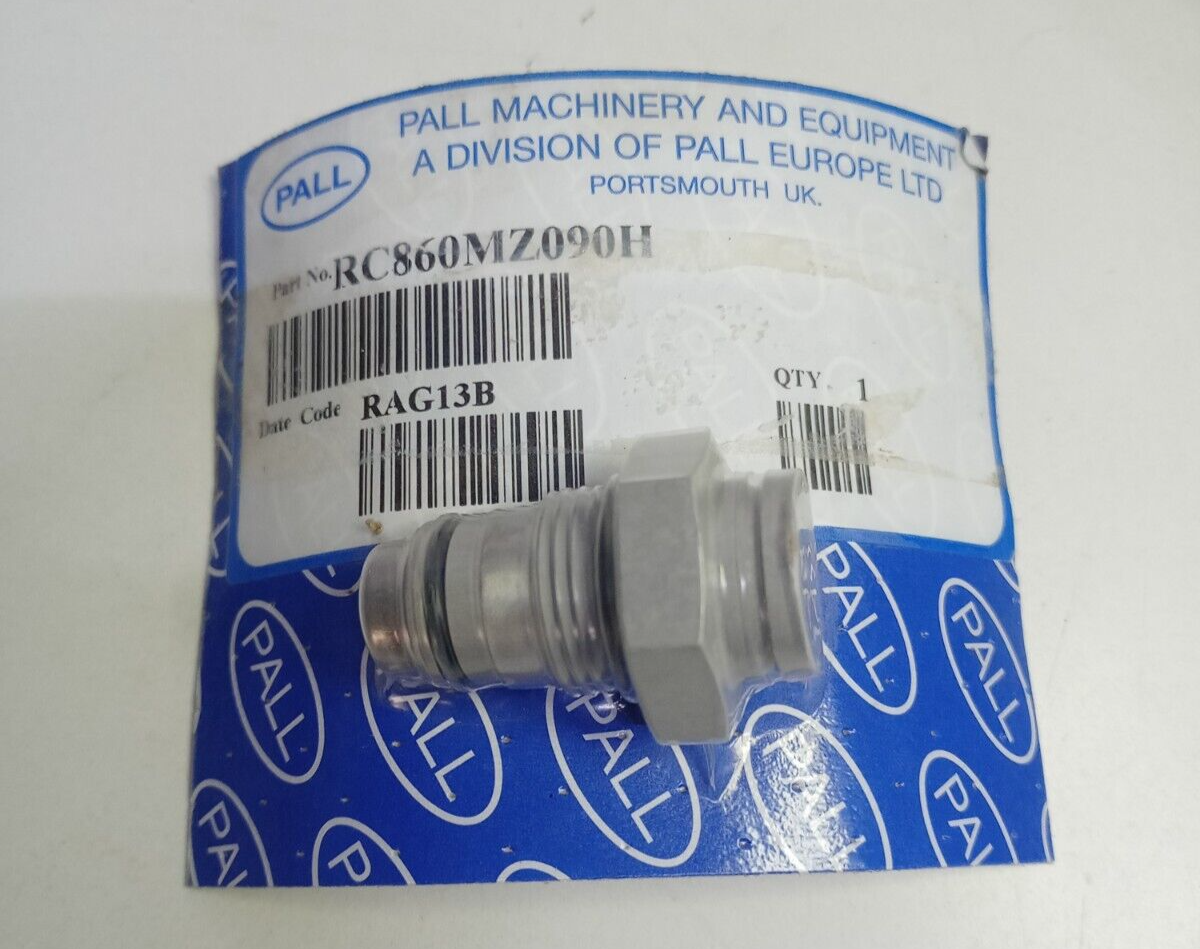 PALL MACHINERY AND EQUIPMENT
A DIVISION OF PALL EUROPE LTD
PORTSMOUTH UK.
PALL
Part No. RC860MZ090H
Date Code RAG13B
QTY 1
PALL
PALL
PALL
PALL
PALL
PALL